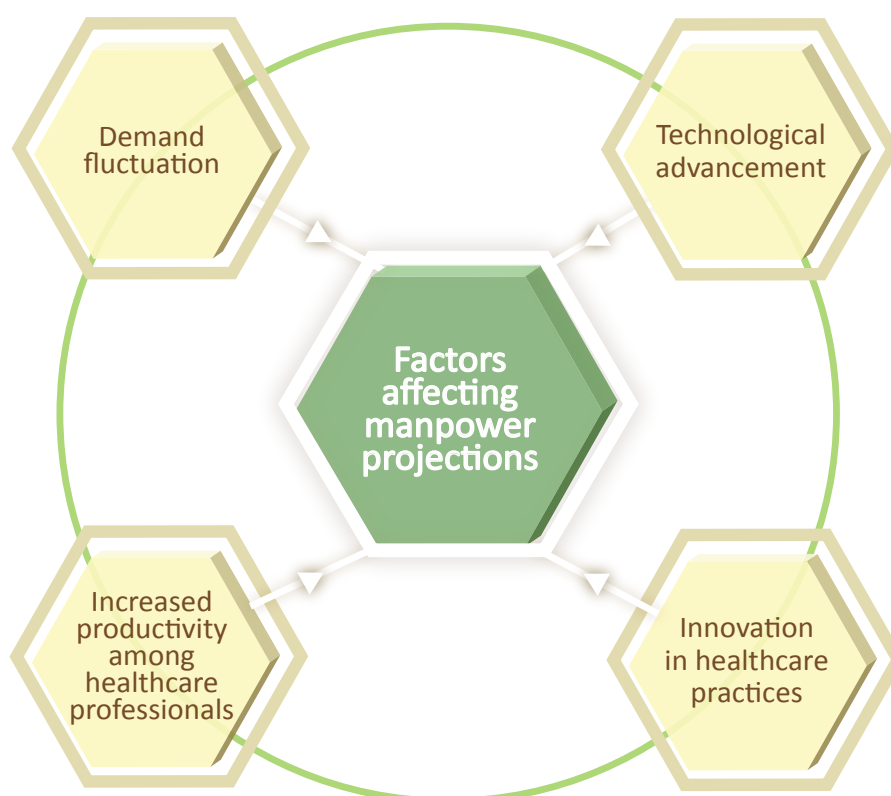 Demand
fluctuation
Technological
advancement
Factors
affecting
manpower
projections
Increased
productivity
among
healthcare
professionals
Innovation
in healthcare
practices